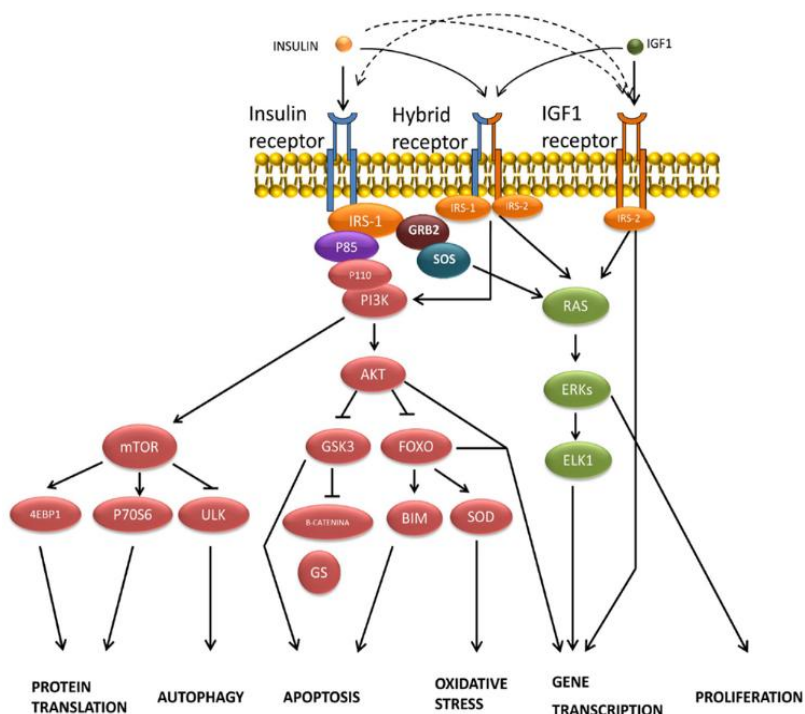 INSULIN
IGF1
Insulin
receptor
Hybrid
receptor
IGF1
receptor
IRS-1
IRS-1
IRS-2
IRS-2
GRB2
P85
SOS
P110
PI3K
RAS
AKT
ERKs
mTOR
GSK3
FOXO
ELK1
4EBP1
P70S6
ULK
B-CATENINA
BIM
SOD
GS
PROTEIN
TRANSLATION
AUTOPHAGY
APOPTOSIS
OXIDATIVE
STRESS
GENE
TRANSCRIPTION
PROLIFERATION